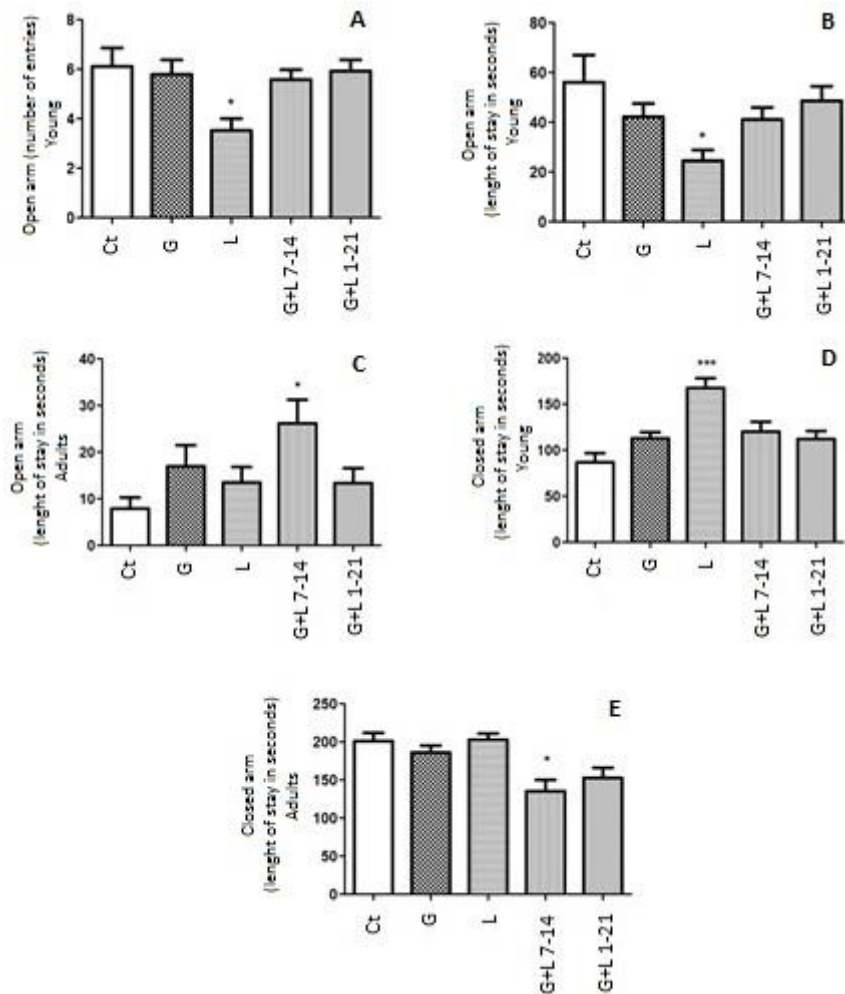 A
Open arm (number of entries)
Young
8
6
4
2
0
*
Ct
G
L
G+L 7-14
G+L 1-21
B
Open arm
(lenght of stay in seconds)
Young
80
60
40
20
0
*
Ct
G
L
G+L 7-14
G+L 1-21
C
Open arm
(lenght of stay in seconds)
Adults
40
30
20
10
0
*
Ct
G
L
G+L 7-14
G+L 1-21
D
Closed arm
(lenght of stay in seconds)
Young
200
150
100
50
0
***
Ct
G
L
G+L 7-14
G+L 1-21
E
Closed arm
(lenght of stay in seconds)
Adults
250
200
150
100
50
0
*
Ct
G
L
G+L 7-14
G+L 1-21